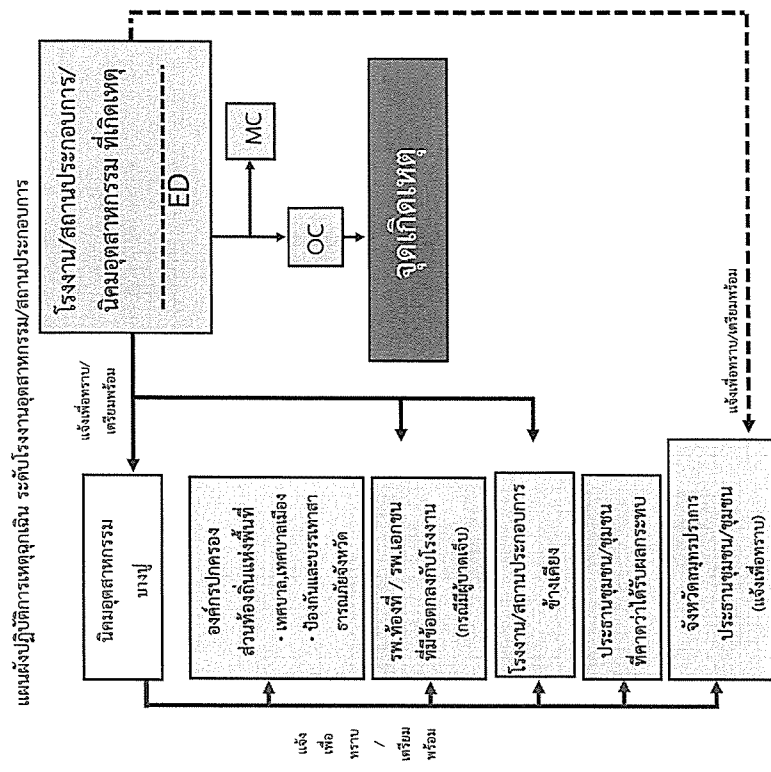 แผนผังปฏิบัติการเหตุฉุกเฉิน ระดับโรงงานอุตสาหกรรม/สถานประกอบการ
โรงงาน/สถานประกอบการ/
นิคมอุตสาหกรรม ที่เกิดเหตุ
ED
MC
OC
จุดเกิดเหตุ
แจ้งเพื่อทราบ/
เตรียมพร้อม
นิคมอุตสาหกรรม
บางปู
องค์กรปกครอง
ส่วนท้องถิ่นแห่งพื้นที่
• เทศบาล,เทศบาลเมือง
• ป้องกันและบรรเทาสา
ธารณภัยจังหวัด
รพ.ท้องที่ / รพ.เอกชน
ที่มีข้อตกลงกับโรงงาน
(กรณีมีผู้บาดเจ็บ)
โรงงาน/สถานประกอบการ
ข้างเคียง
ประธานชุมชน/ชุมชน
ที่คาดว่าได้รับผลกระทบ
จังหวัดสมุทรปราการ
ประธานชุมชน/ชุมชน
(แจ้งเพื่อทราบ)
แจ้ง
เพื่อ
ทราบ
/
เตรียม
พร้อม
แจ้งเพื่อทราบ/เตรียมพร้อม